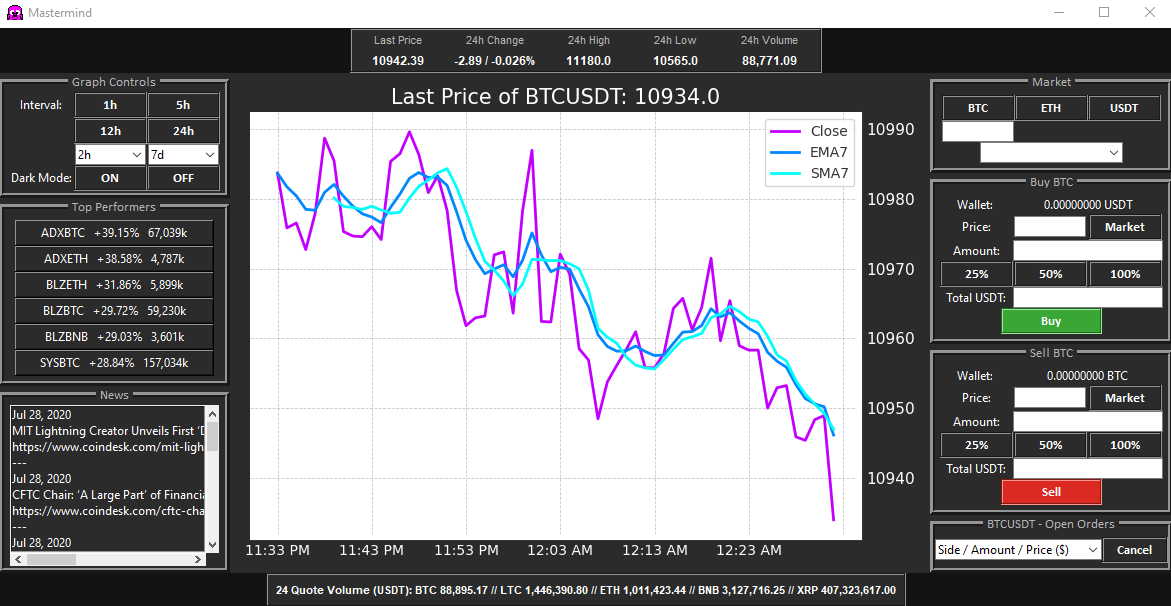 Mastermind
Last Price 24h Change 24h High 24h Low 24h Volume
10942.39 -2.89 / -0.026% 11180.0 10565.0 88,771.09
Graph Controls
Interval: 1h 5h
12h 24h
2h 7d
Dark Mode: ON OFF
Top Performers
ADXBTC +39.15% 67,039k
ADXETH +38.58% 4,787k
BLZETH +31.86% 5,899k
BLZBTC +29.72% 59,230k
BLZBNB +29.03% 3,601k
SYSBTC +28.84% 157,034k
News
Jul 28, 2020
MIT Lightning Creator Unveils First 'D
https://www.coindesk.com/mit-ligh
---
Jul 28, 2020
CFTC Chair: 'A Large Part' of Financia
https://www.coindesk.com/cftc-cha
---
Jul 28, 2020
Last Price of BTCUSDT: 10934.0
Close
EMA7
SMA7
10990
10980
10970
10960
10950
10940
11:33 PM 11:43 PM 11:53 PM 12:03 AM 12:13 AM 12:23 AM
Market
BTC ETH USDT
Buy BTC
Wallet: 0.00000000 USDT
Price: Market
Amount:
25% 50% 100%
Total USDT:
Buy
Sell BTC
Wallet: 0.00000000 BTC
Price: Market
Amount:
25% 50% 100%
Total USDT:
Sell
BTCUSDT - Open Orders
Side / Amount / Price ($) Cancel
24 Quote Volume (USDT): BTC 88,895.17 // LTC 1,446,390.80 // ETH 1,011,423.44 // BNB 3,127,716.25 // XRP 407,323,617.00